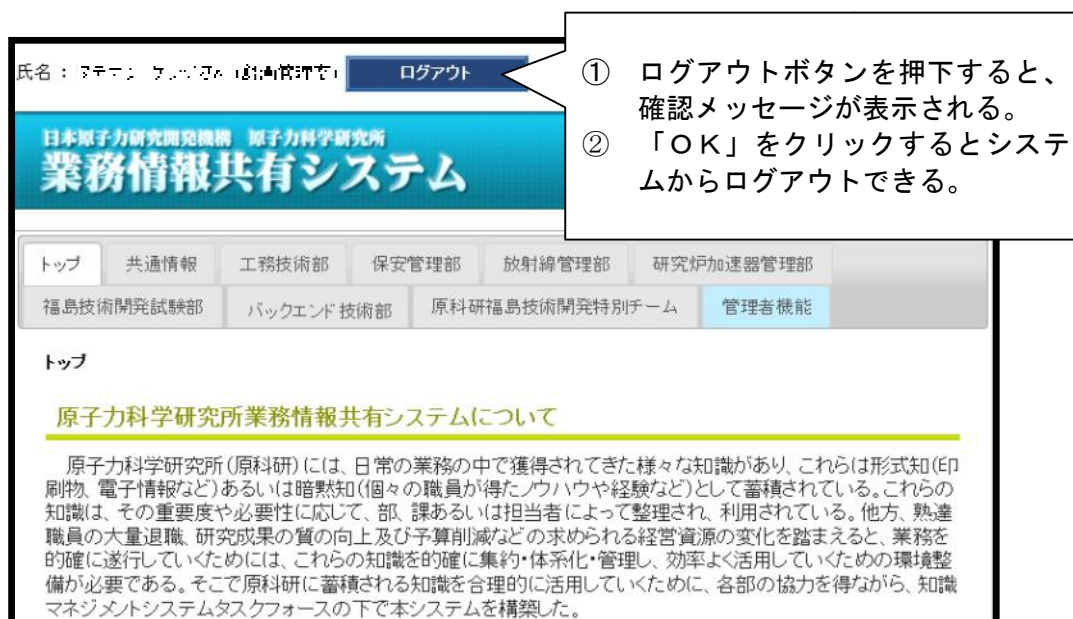 氏名：
ログアウト
① ログアウトボタンを押下すると、
確認メッセージが表示される。
② 「ＯＫ」をクリックするとシステ
ムからログアウトできる。
日本原子力研究開発機構 原子力科学研究所
業務情報共有システム
トップ 共通情報 工務技術部 保安管理部 放射線管理部 研究炉加速器管理部
福島技術開発試験部 バックエンド技術部 原科研福島技術開発特別チーム 管理者機能
トップ
原子力科学研究所業務情報共有システムについて
原子力科学研究所(原科研)には、日常の業務の中で獲得されてきた様々な知識があり、これらは形式知(印
刷物、電子情報など)あるいは暗黙知(個々の職員が得たノウハウや経験など)として蓄積されている。これらの
知識は、その重要度や必要性に応じて、部、課あるいは担当者によって整理され、利用されている。他方、熟達
職員の大量退職、研究成果の質の向上及び予算削減などの求められる経営資源の変化を踏まえると、業務を
的確に遂行していくためには、これらの知識を的確に集約・体系化・管理し、効率よく活用していくための環境整
備が必要である。そこで原科研に蓄積される知識を合理的に活用していくために、各部の協力を得ながら、知識
マネジメントシステムタスクフォースの下で本システムを構築した。